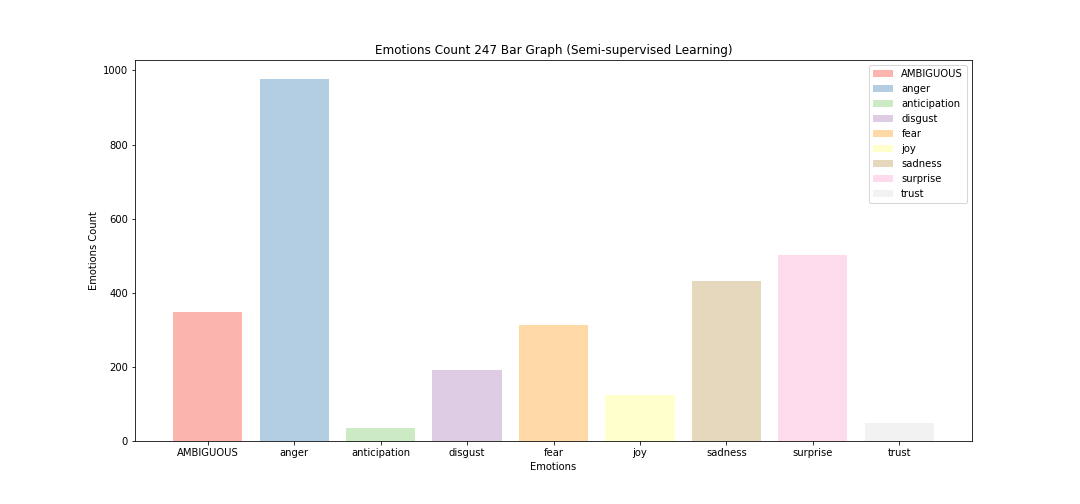 Emotions Count 247 Bar Graph (Semi-supervised Learning)
1000
800
600
400
200
0
Emotions Count
AMBIGUOUS
anger
anticipation
disgust
fear
joy
sadness
surprise
trust
AMBIGUOUS anger anticipation disgust fear joy sadness surprise trust
Emotions